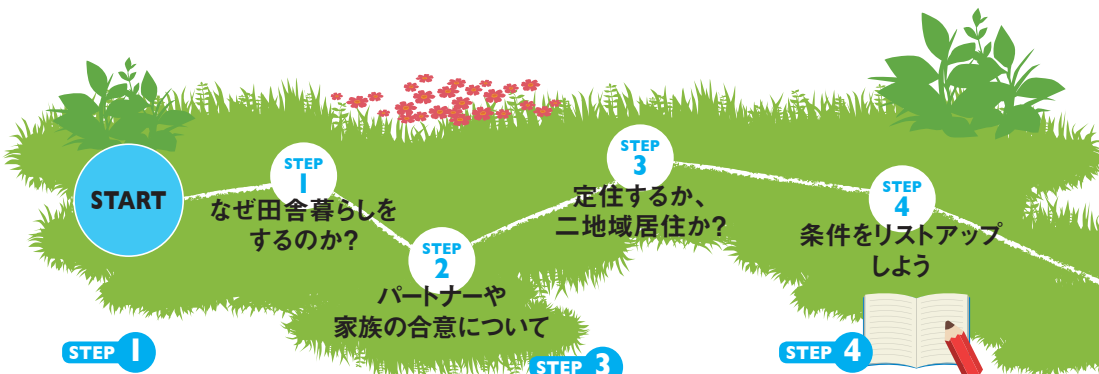 START
STEP
1
なぜ田舎暮らしを
するのか?
STEP
2
パートナーや
家族の合意について
STEP
3
定住するか、
二地域居住か?
STEP
4
条件をリストアップ
しよう
STEP 1
STEP 3
STEP 4